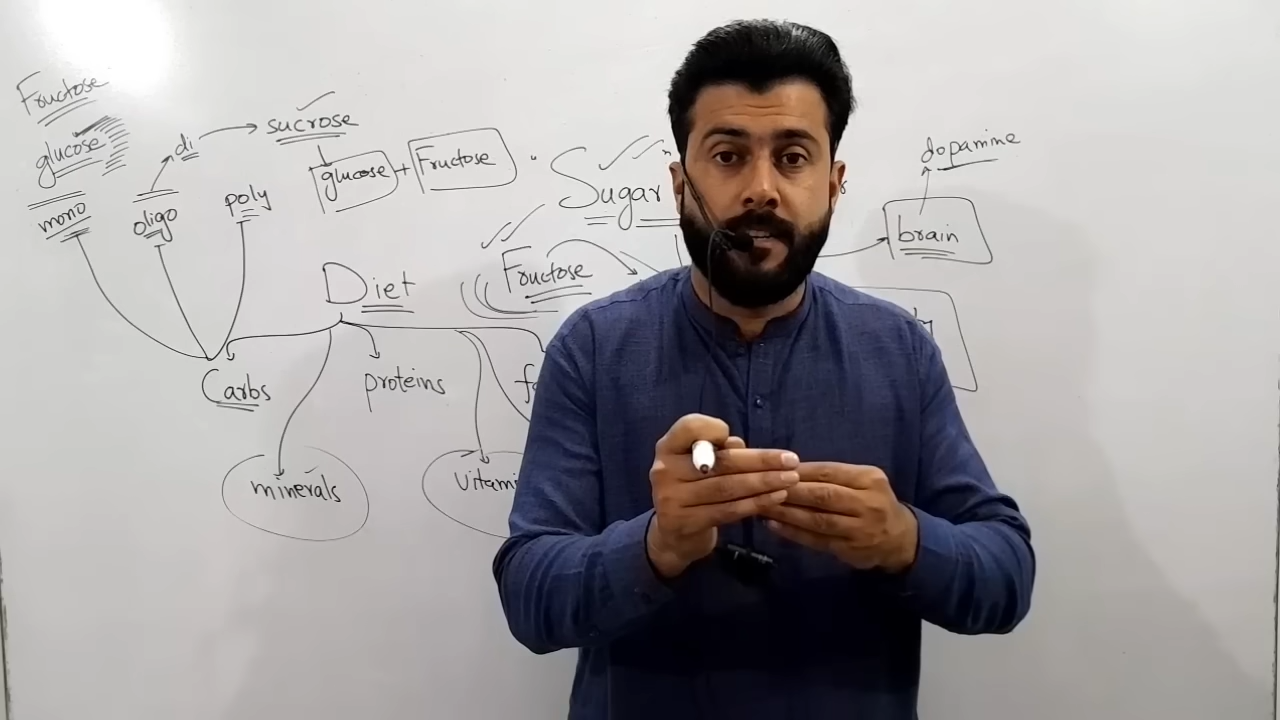 Fructose
glucose
mono
oligo
di
poly
sucrose
glucose + Fructose
Sugar
Fructose
dopamine
brain
Diet
Carbs
proteins
minerals